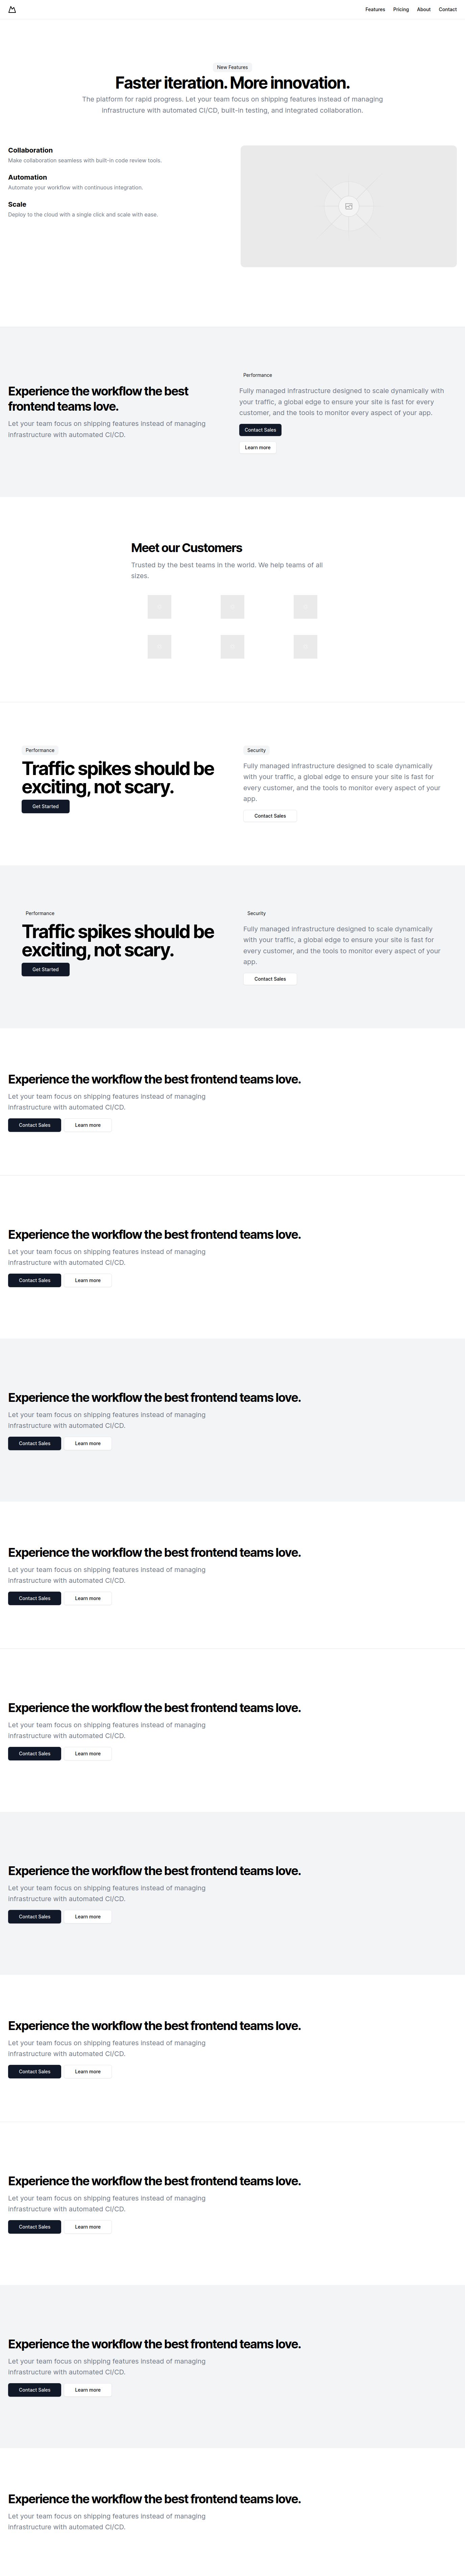 Features Pricing About Contact
New Features
Faster iteration. More innovation.
The platform for rapid progress. Let your team focus on shipping features instead of managing
infrastructure with automated CI/CD, built-in testing, and integrated collaboration.
Collaboration
Make collaboration seamless with built-in code review tools.
Automation
Automate your workflow with continuous integration.
Scale
Deploy to the cloud with a single click and scale with ease.
Experience the workflow the best
frontend teams love.
Let your team focus on shipping features instead of managing
infrastructure with automated CI/CD.
Performance
Fully managed infrastructure designed to scale dynamically with
your traffic, a global edge to ensure your site is fast for every
customer, and the tools to monitor every aspect of your app.
Contact Sales
Learn more
Meet our Customers
Trusted by the best teams in the world. We help teams of all
sizes.
Performance
Traffic spikes should be
exciting, not scary.
Get Started
Security
Fully managed infrastructure designed to scale dynamically
with your traffic, a global edge to ensure your site is fast for
every customer, and the tools to monitor every aspect of your
app.
Contact Sales
Performance
Traffic spikes should be
exciting, not scary.
Get Started
Security
Fully managed infrastructure designed to scale dynamically
with your traffic, a global edge to ensure your site is fast for
every customer, and the tools to monitor every aspect of your
app.
Contact Sales
Experience the workflow the best frontend teams love.
Let your team focus on shipping features instead of managing
infrastructure with automated CI/CD.
Contact Sales Learn more
Experience the workflow the best frontend teams love.
Let your team focus on shipping features instead of managing
infrastructure with automated CI/CD.
Contact Sales Learn more
Experience the workflow the best frontend teams love.
Let your team focus on shipping features instead of managing
infrastructure with automated CI/CD.
Contact Sales Learn more
Experience the workflow the best frontend teams love.
Let your team focus on shipping features instead of managing
infrastructure with automated CI/CD.
Contact Sales Learn more
Experience the workflow the best frontend teams love.
Let your team focus on shipping features instead of managing
infrastructure with automated CI/CD.
Contact Sales Learn more
Experience the workflow the best frontend teams love.
Let your team focus on shipping features instead of managing
infrastructure with automated CI/CD.
Contact Sales Learn more
Experience the workflow the best frontend teams love.
Let your team focus on shipping features instead of managing
infrastructure with automated CI/CD.
Contact Sales Learn more
Experience the workflow the best frontend teams love.
Let your team focus on shipping features instead of managing
infrastructure with automated CI/CD.
Contact Sales Learn more
Experience the workflow the best frontend teams love.
Let your team focus on shipping features instead of managing
infrastructure with automated CI/CD.
Contact Sales Learn more
Experience the workflow the best frontend teams love.
Let your team focus on shipping features instead of managing
infrastructure with automated CI/CD.